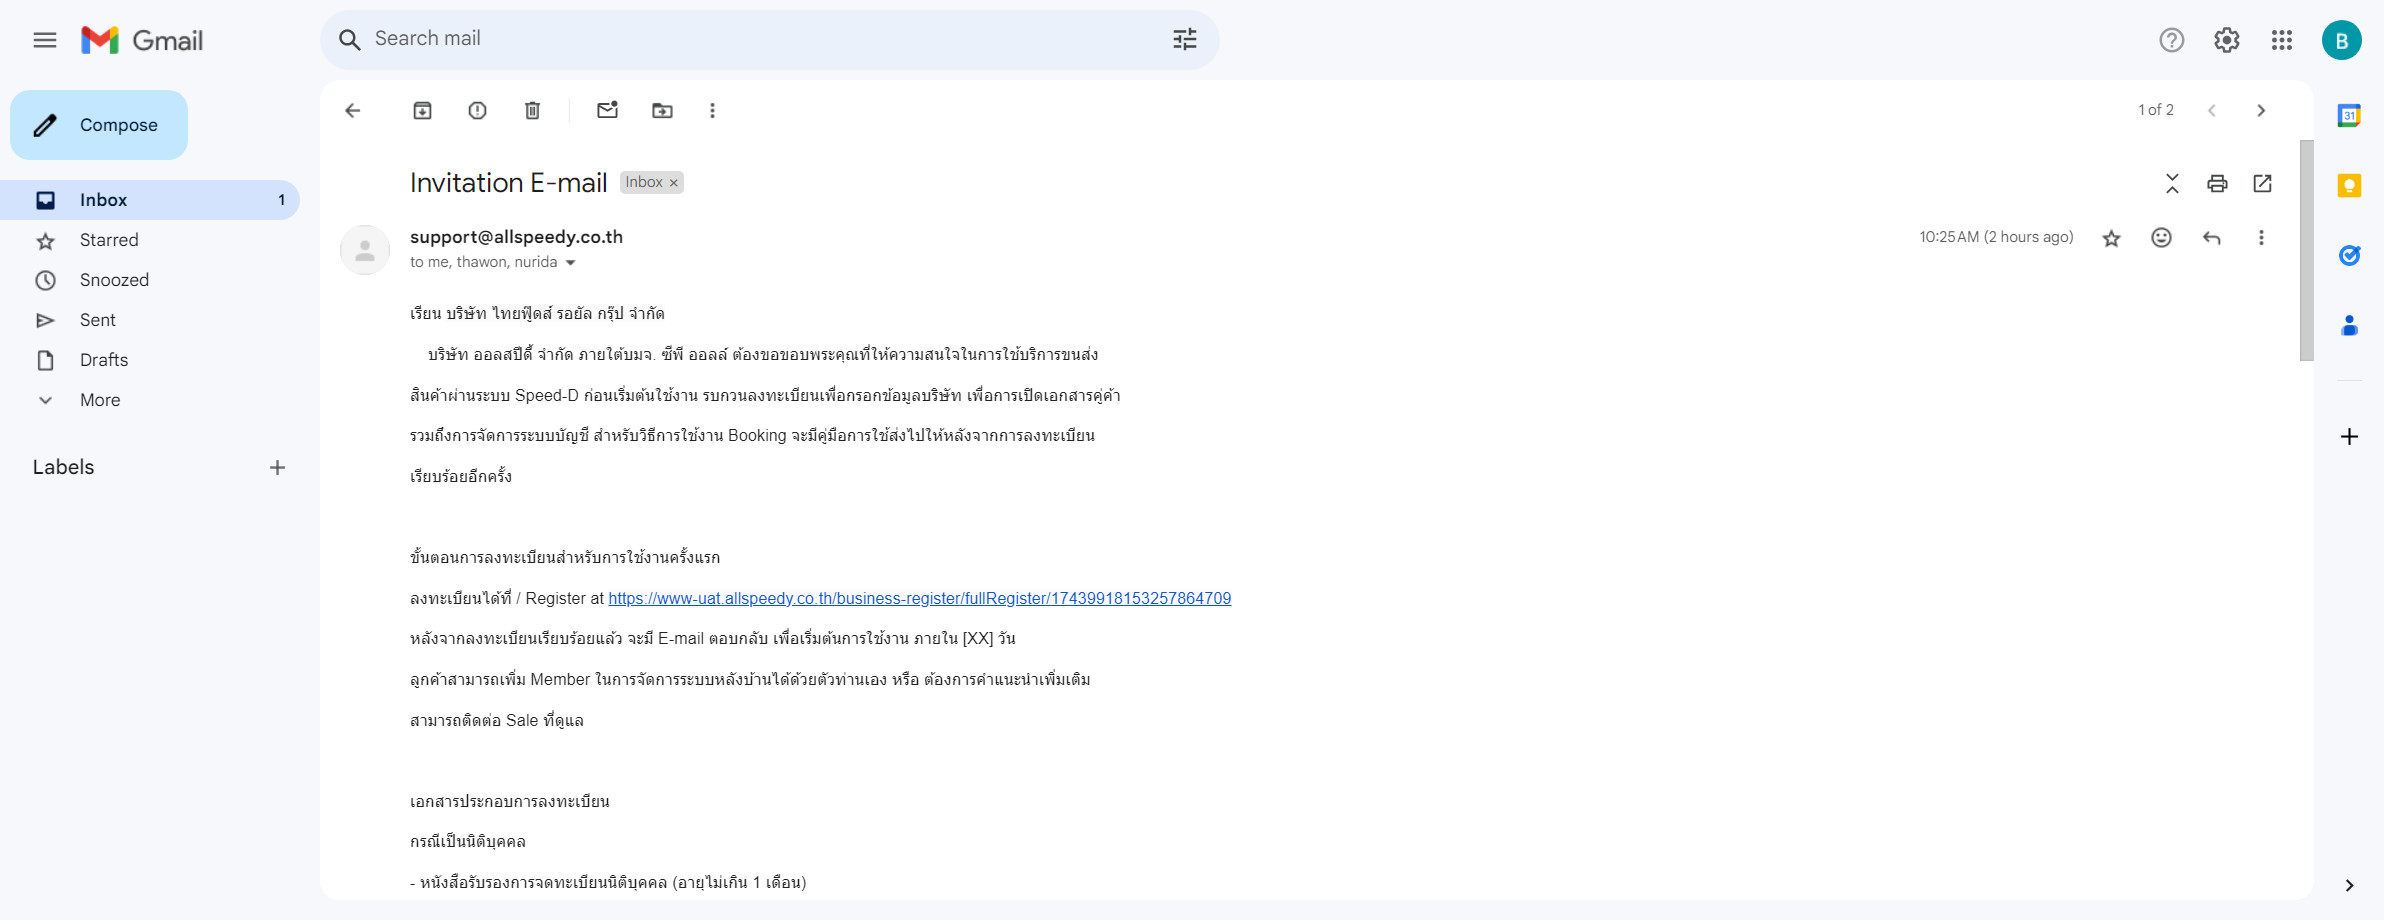 Gmail
Search mail
B
Compose
1 of 2
31
Invitation E-mail
Inbox ×
Inbox 1
Starred
Snoozed
Sent
Drafts
More
Labels
support@allspeedy.co.th
10:25 AM (2 hours ago)
to me, thawon, nurida
เรียน บริษัท ไทยฟู๊ดส์ รอยัล กรุ๊ป จำกัด
บริษัท ออลสปีดี้ จำกัด ภายใต้บมจ. ซีพี ออลล์ ต้องขอขอบพระคุณที่ให้ความสนใจในการใช้บริการขนส่ง
สินค้าผ่านระบบ Speed-D ก่อนเริ่มต้นใช้งาน รบกวนลงทะเบียนเพื่อกรอกข้อมูลบริษัท เพื่อการเปิดเอกสารคู่ค้า
รวมถึงการจัดการระบบบัญชี สำหรับวิธีการใช้งาน Booking จะมีคู่มือการใช้ส่งไปให้หลังจากการลงทะเบียน
เรียบร้อยอีกครั้ง
ขั้นตอนการลงทะเบียนสำหรับการใช้งานครั้งแรก
ลงทะเบียนได้ที่ / Register at https://www-uat.allspeedy.co.th/business-register/fullRegister/17439918153257864709
หลังจากลงทะเบียนเรียบร้อยแล้ว จะมี E-mail ตอบกลับ เพื่อเริ่มต้นการใช้งาน ภายใน [XX] วัน
ลูกค้าสามารถเพิ่ม Member ในการจัดการระบบหลังบ้านได้ด้วยตัวท่านเอง หรือ ต้องการคำแนะนำเพิ่มเติม
สามารถติดต่อ Sale ที่ดูแล
เอกสารประกอบการลงทะเบียน
กรณีเป็นนิติบุคคล
- หนังสือรับรองการจดทะเบียนนิติบุคคล (อายุไม่เกิน 1 เดือน)